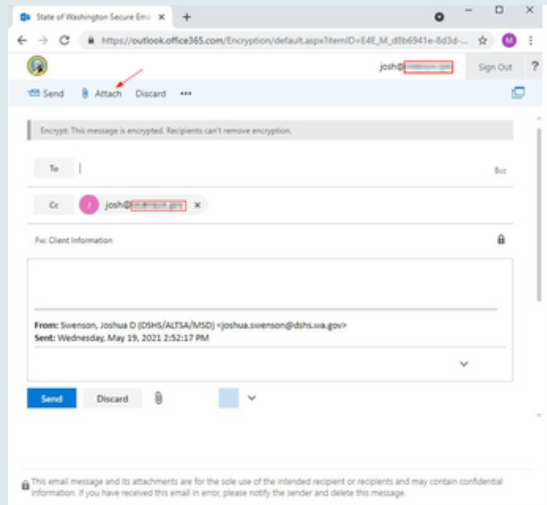 State of Washington Secure Ema
https://outlook.office365.com/Encryption/default.aspx?itemID=E4E_M_d8b6941e-8d3d-...
M
josh@
Sign Out
?
Send
Attach
Discard
•••
Encrypt: This message is encrypted. Recipients can't remove encryption.
To
Bcc
Cc
J
josh@
Fw: Client Information
From: Swenson, Joshua D (DSHS/ALTSA/MSD) <joshua.swenson@dshs.wa.gov>
Sent: Wednesday, May 19, 2021 2:52:17 PM
Send
Discard
This email message and its attachments are for the sole use of the intended recipient or recipients and may contain confidential
information. If you have received this email in error, please notify the sender and delete this message.